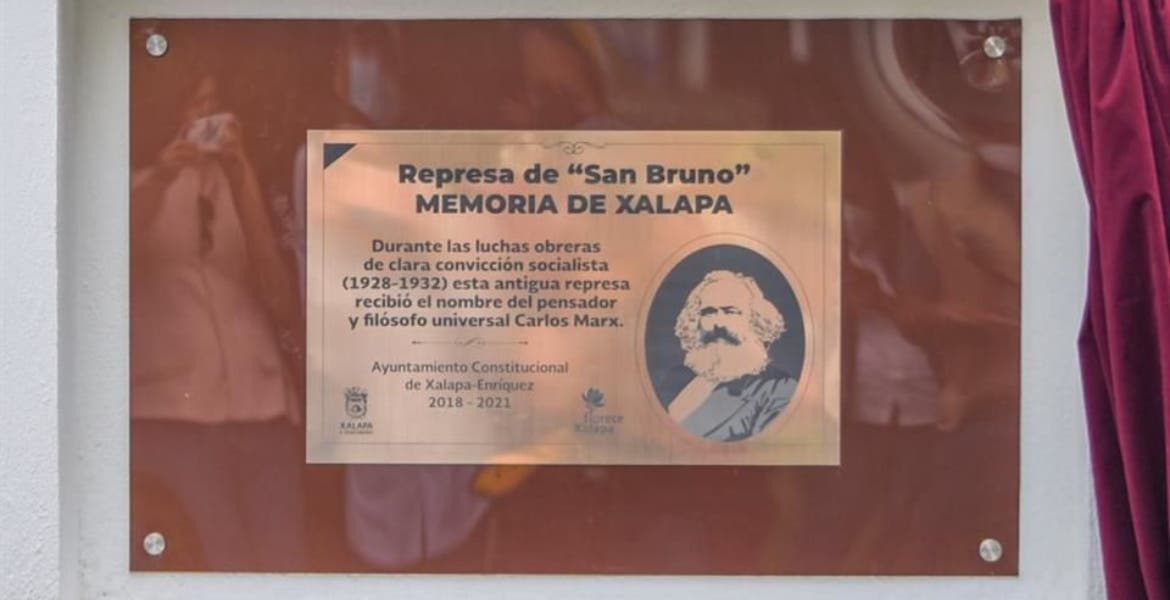 Represa de “San Bruno”
MEMORIA DE XALAPA
Durante las luchas obreras
de clara convicción socialista
(1928-1932) esta antigua represa
recibió el nombre del pensador
y filósofo universal Carlos Marx.
Ayuntamiento Constitucional
de Xalapa-Enríquez
2018 - 2021
XALAPA
florece
Xalapa